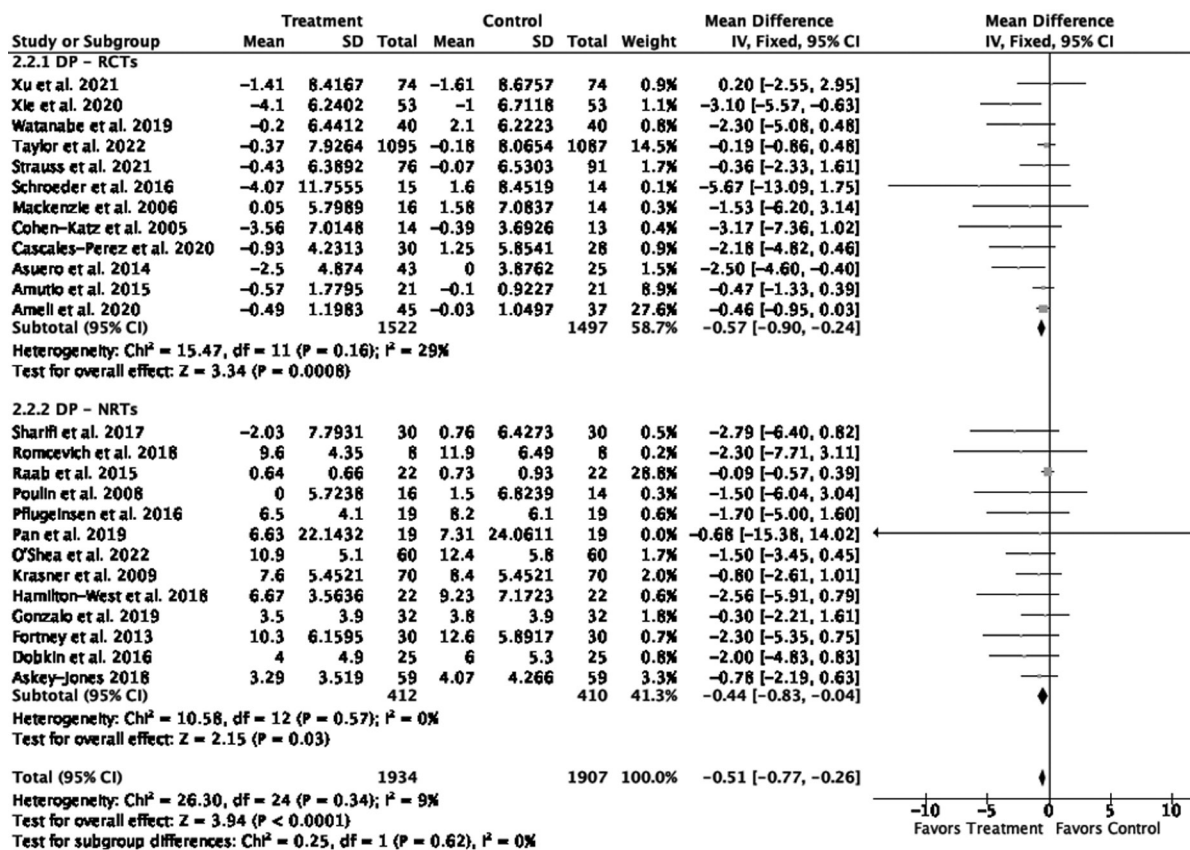 Treatment Control Mean Difference Mean Difference
Study or Subgroup Mean SD Total Mean SD Total Weight IV, Fixed, 95% CI IV, Fixed, 95% CI
2.2.1 DP – RCTs
Xu et al. 2021 −1.41 8.4167 74 −1.61 8.6757 74 0.9% 0.20 [−2.55, 2.95]
Xie et al. 2020 −4.1 6.2402 53 −1 6.7118 53 1.1% −3.10 [−5.57, −0.63]
Watanabe et al. 2019 −0.2 6.4412 40 2.1 6.2223 40 0.8% −2.30 [−5.08, 0.48]
Taylor et al. 2022 −0.37 7.9264 1095 −0.18 8.0654 1087 14.5% −0.19 [−0.86, 0.48]
Strauss et al. 2021 −0.43 6.3892 76 −0.07 6.5303 91 1.7% −0.36 [−2.33, 1.61]
Schroeder et al. 2016 −4.07 11.7555 15 1.6 8.4519 14 0.1% −5.67 [−13.09, 1.75]
Mackenzie et al. 2006 0.05 5.7989 16 1.58 7.0837 14 0.3% −1.53 [−6.20, 3.14]
Cohen-Katz et al. 2005 −3.56 7.0148 14 −0.39 3.6926 13 0.4% −3.17 [−7.36, 1.02]
Cascales-Perez et al. 2020 −0.93 4.2313 30 1.25 5.8541 28 0.9% −2.18 [−4.82, 0.46]
Asuero et al. 2014 −2.5 4.874 43 0 3.8762 25 1.5% −2.50 [−4.60, −0.40]
Amutio et al. 2015 −0.57 1.7795 21 −0.1 0.9227 21 8.9% −0.47 [−1.33, 0.39]
Ameli et al. 2020 −0.49 1.1983 45 −0.03 1.0497 37 27.6% −0.46 [−0.95, 0.03]
Subtotal (95% CI) 1522 1497 58.7% −0.57 [−0.90, −0.24]
Heterogeneity: Chi² = 15.47, df = 11 (P = 0.16); I² = 29%
Test for overall effect: Z = 3.34 (P = 0.0008)
2.2.2 DP – NRTs
Sharifi et al. 2017 −2.03 7.7931 30 0.76 6.4273 30 0.5% −2.79 [−6.40, 0.82]
Romcevich et al. 2018 9.6 4.35 8 11.9 6.49 8 0.2% −2.30 [−7.71, 3.11]
Raab et al. 2015 0.64 0.66 22 0.73 0.93 22 28.8% −0.09 [−0.57, 0.39]
Poulin et al. 2008 0 5.7238 16 1.5 6.8239 14 0.3% −1.50 [−6.04, 3.04]
Pflugeinsen et al. 2016 6.5 4.1 19 8.2 6.1 19 0.6% −1.70 [−5.00, 1.60]
Pan et al. 2019 6.63 22.1432 19 7.31 24.0611 19 0.0% −0.68 [−15.38, 14.02]
O'Shea et al. 2022 10.9 5.1 60 12.4 5.8 60 1.7% −1.50 [−3.45, 0.45]
Krasner et al. 2009 7.6 5.4521 70 8.4 5.4521 70 2.0% −0.80 [−2.61, 1.01]
Hamilton-West et al. 2018 6.67 3.5636 22 9.23 7.1723 22 0.6% −2.56 [−5.91, 0.79]
Gonzalo et al. 2019 3.5 3.9 32 3.8 3.9 32 1.8% −0.30 [−2.21, 1.61]
Fortney et al. 2013 10.3 6.1595 30 12.6 5.8917 30 0.7% −2.30 [−5.35, 0.75]
Dobkin et al. 2016 4 4.9 25 6 5.3 25 0.8% −2.00 [−4.83, 0.83]
Askey-Jones 2018 3.29 3.519 59 4.07 4.266 59 3.3% −0.78 [−2.19, 0.63]
Subtotal (95% CI) 412 410 41.3% −0.44 [−0.83, −0.04]
Heterogeneity: Chi² = 10.58, df = 12 (P = 0.57); I² = 0%
Test for overall effect: Z = 2.15 (P = 0.03)
Total (95% CI) 1934 1907 100.0% −0.51 [−0.77, −0.26]
Heterogeneity: Chi² = 26.30, df = 24 (P = 0.34); I² = 9%
Test for overall effect: Z = 3.94 (P < 0.0001)
Test for subgroup differences: Chi² = 0.25, df = 1 (P = 0.62), I² = 0%
−10 −5 0 5 10
Favors Treatment Favors Control